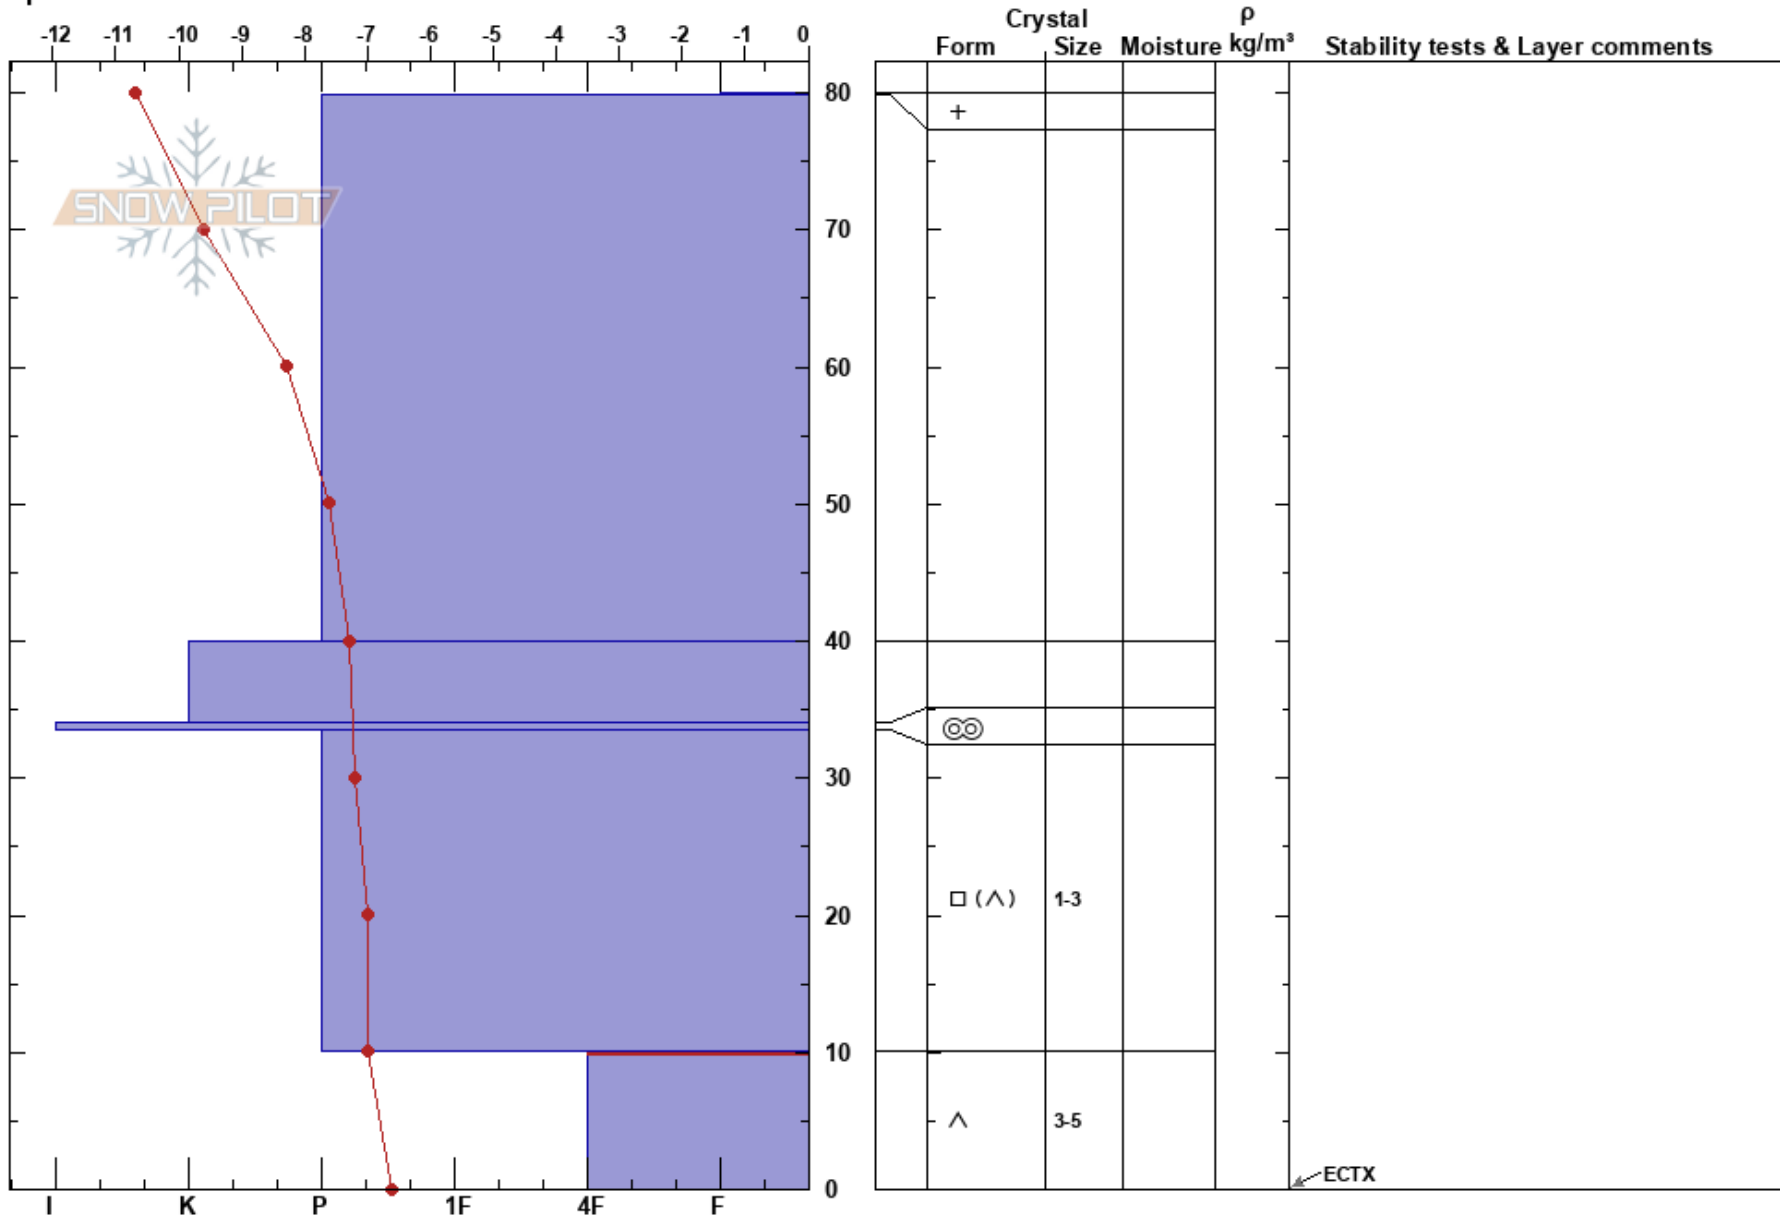 Crystal ρ
-12 -11 -10 -9 -8 -7 -6 -5 -4 -3 -2 -1 0 Form Size Moisture kg/m³ Stability tests & Layer comments
80 +
SNOW PILOT
70
60
50
40
◎◎
30
□ (∧) 1-3
20
10
∧ 3-5
0 ECTX
I K P 1F 4F F